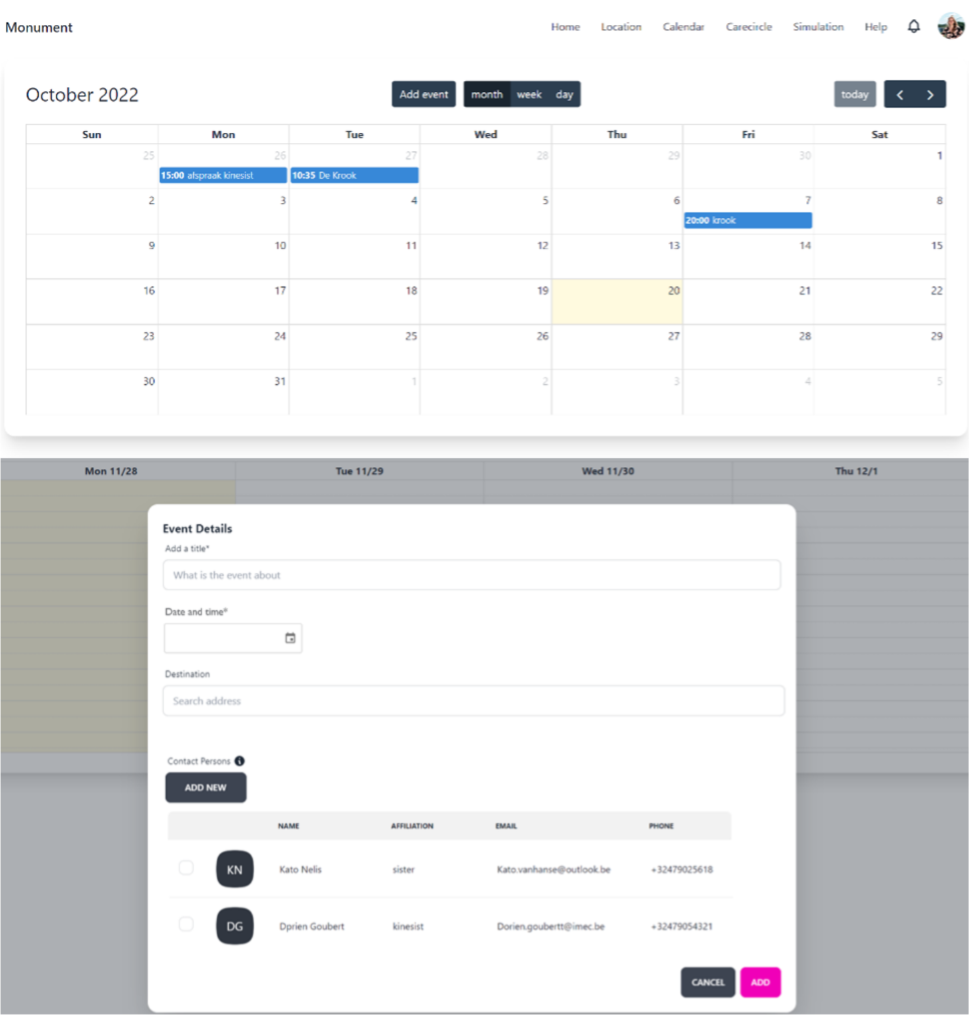 Monument Home Location Calendar Carecircle Simulation Help
October 2022 Add event month week day today
Sun Mon Tue Wed Thu Fri Sat
25 26 27 28 29 30 1
15:00 afspraak kinesist 10:35 De Krook
2 3 4 5 6 7 8
20:00 krook
9 10 11 12 13 14 15
16 17 18 19 20 21 22
23 24 25 26 27 28 29
30 31 1 2 3 4 5
Mon 11/28 Tue 11/29 Wed 11/30 Thu 12/1
Event Details
Add a title*
What is the event about
Date and time*
Destination
Search address
Contact Persons
ADD NEW
NAME AFFILIATION EMAIL PHONE
KN Kato Nelis sister Kato.vanhanse@outlook.be +32479025618
DG Dprien Goubert kinesist Dorien.goubertt@imec.be +32479054321
CANCEL ADD